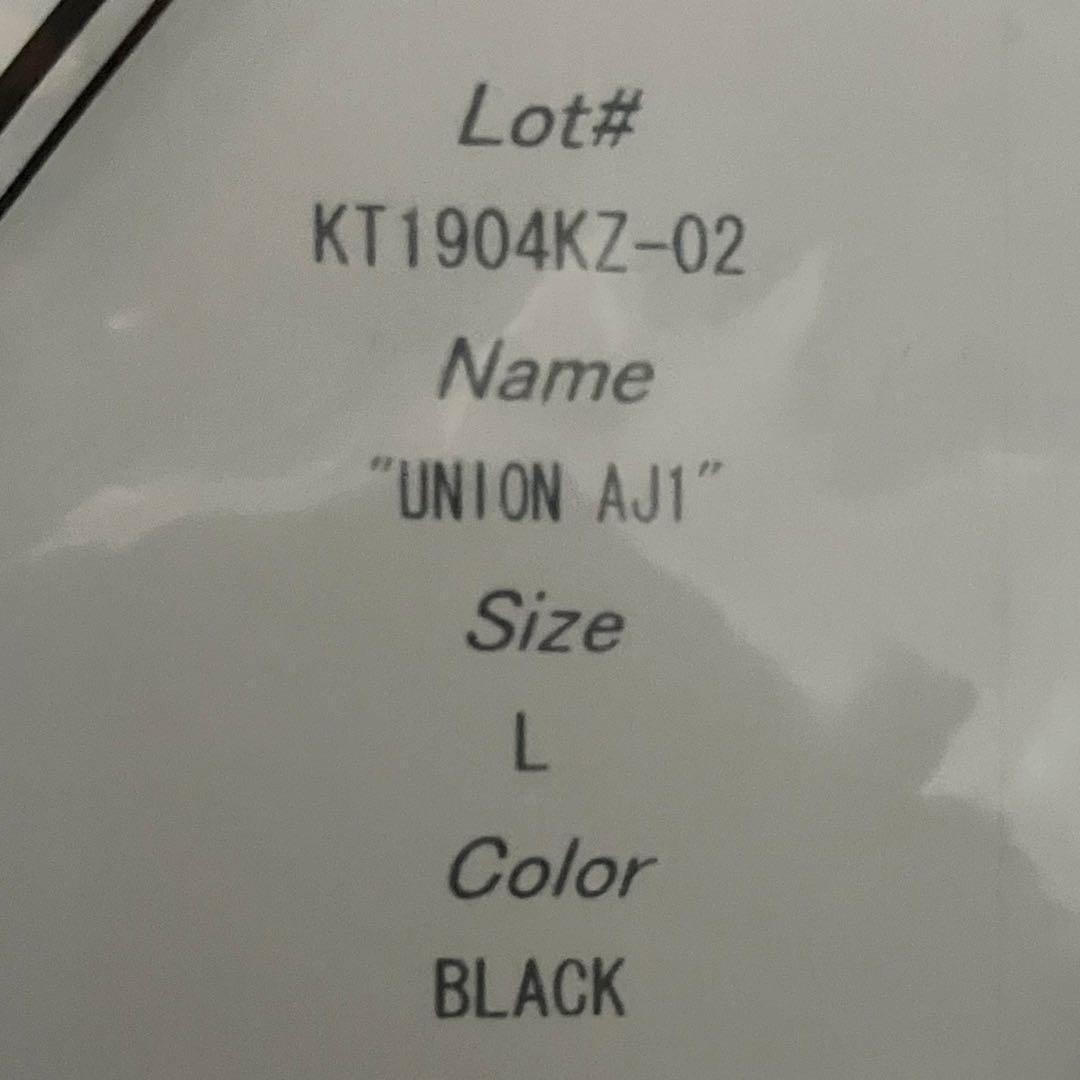 Lot#
KT1904KZ-02
Name
"UNION AJ1"
Size
L
Color
BLACK